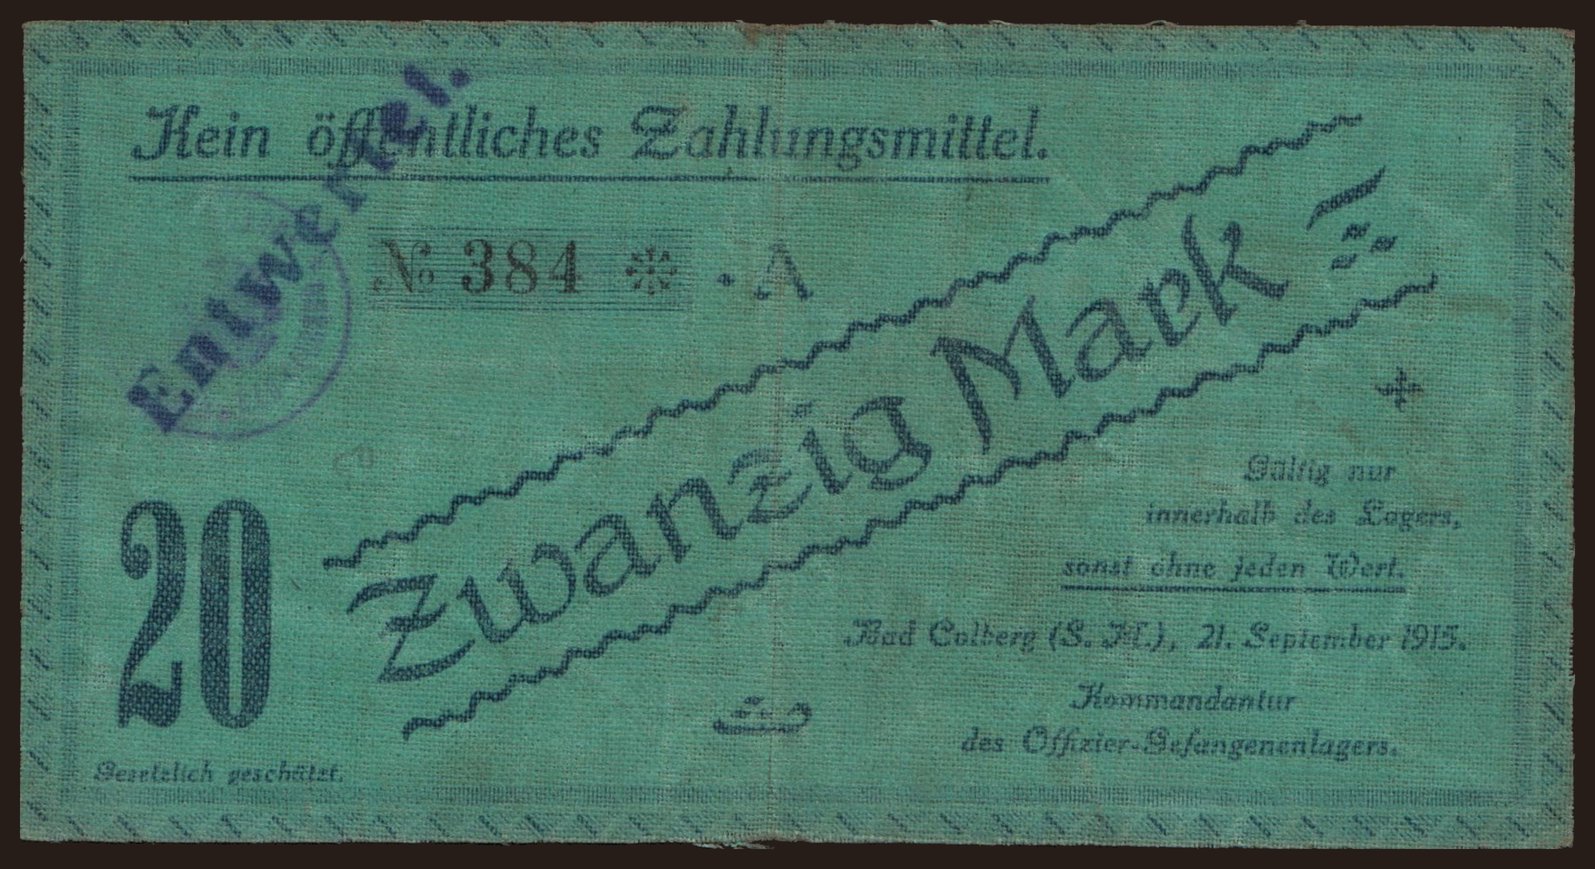 Kein öffentliches Zahlungsmittel.
Entwertet.
№ 384 · A
Zwanzig Mark
20
Gültig nur
innerhalb des Lagers,
sonst ohne jeden Wert.
Bad Colberg (S. M.), 21. September 1915.
Kommandantur
des Offizier-Gefangenenlagers.
Gesetzlich geschützt.